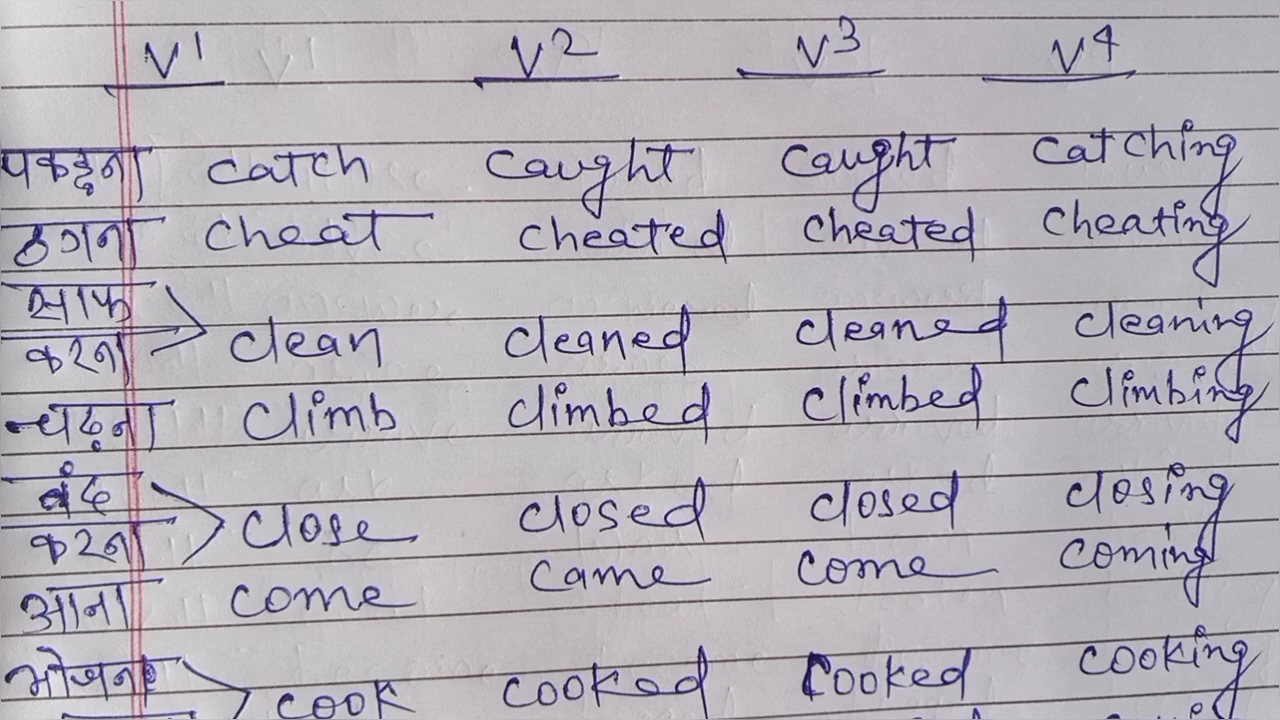 V1 V2 V3 V4
पकड़ना catch caught caught catching
ठगना cheat cheated cheated cheating
साफ
करना clean cleaned cleaned cleaning
चढ़ना climb climbed climbed climbing
बंद
करना close closed closed closing
आना come came come coming
भोजन cook cooked cooked cooking